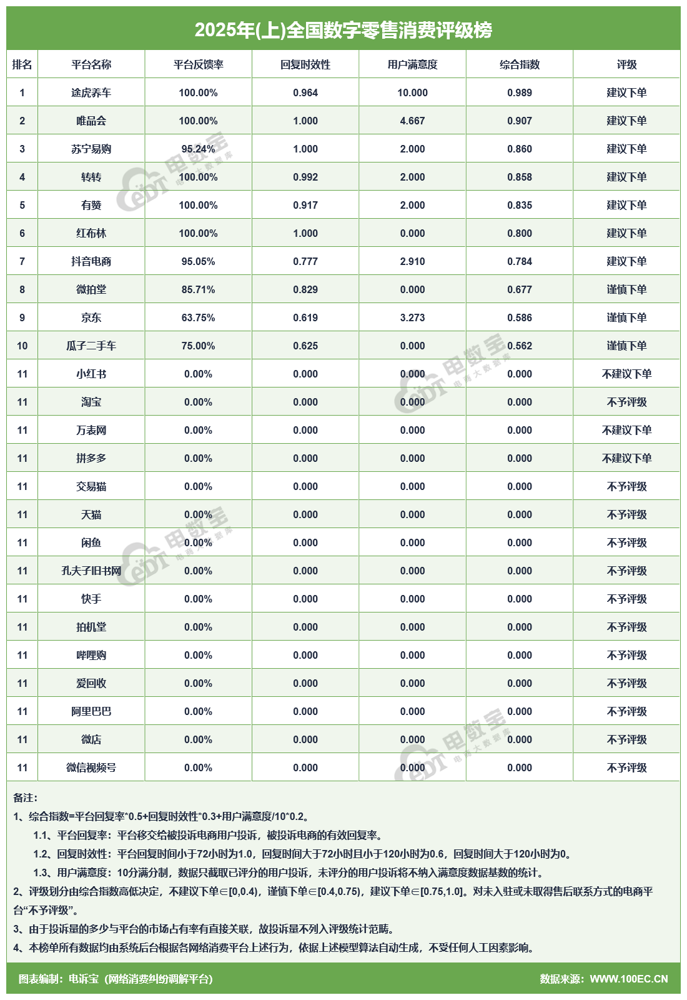 2025年(上)全国数字零售消费评级榜
排名 平台名称 平台反馈率 回复时效性 用户满意度 综合指数 评级
1 途虎养车 100.00% 0.964 10.000 0.989 建议下单
2 唯品会 100.00% 1.000 4.667 0.907 建议下单
3 苏宁易购 95.24% 1.000 2.000 0.860 建议下单
4 转转 100.00% 0.992 2.000 0.858 建议下单
5 有赞 100.00% 0.917 2.000 0.835 建议下单
6 红布林 100.00% 1.000 0.000 0.800 建议下单
7 抖音电商 95.05% 0.777 2.910 0.784 建议下单
8 微拍堂 85.71% 0.829 0.000 0.677 谨慎下单
9 京东 63.75% 0.619 3.273 0.586 谨慎下单
10 瓜子二手车 75.00% 0.625 0.000 0.562 谨慎下单
11 小红书 0.00% 0.000 0.000 0.000 不建议下单
11 淘宝 0.00% 0.000 0.000 0.000 不予评级
11 万表网 0.00% 0.000 0.000 0.000 不建议下单
11 拼多多 0.00% 0.000 0.000 0.000 不建议下单
11 交易猫 0.00% 0.000 0.000 0.000 不予评级
11 天猫 0.00% 0.000 0.000 0.000 不予评级
11 闲鱼 0.00% 0.000 0.000 0.000 不予评级
11 孔夫子旧书网 0.00% 0.000 0.000 0.000 不予评级
11 快手 0.00% 0.000 0.000 0.000 不予评级
11 拍机堂 0.00% 0.000 0.000 0.000 不予评级
11 哔哩购 0.00% 0.000 0.000 0.000 不予评级
11 爱回收 0.00% 0.000 0.000 0.000 不予评级
11 阿里巴巴 0.00% 0.000 0.000 0.000 不予评级
11 微店 0.00% 0.000 0.000 0.000 不予评级
11 微信视频号 0.00% 0.000 0.000 0.000 不予评级
备注：
1、综合指数=平台回复率*0.5+回复时效性*0.3+用户满意度/10*0.2。
1.1、平台回复率：平台移交给被投诉电商用户投诉，被投诉电商的有效回复率。
1.2、回复时效性：平台回复时间小于72小时为1.0，回复时间大于72小时且小于120小时为0.6，回复时间大于120小时为0。
1.3、用户满意度：10分满分制，数据只截取已评分的用户投诉，未评分的用户投诉将不纳入满意度数据基数的统计。
2、评级划分由综合指数高低决定，不建议下单∈[0,0.4)，谨慎下单∈[0.4,0.75)，建议下单∈[0.75,1.0]。对未入驻或未取得售后联系方式的电商平
台“不予评级”。
3、由于投诉量的多少与平台的市场占有率有直接关联，故投诉量不列入评级统计范畴。
4、本榜单所有数据均由系统后台根据各网络消费平台上述行为，依据上述模型算法自动生成，不受任何人工因素影响。
图表编制：电诉宝（网络消费纠纷调解平台） 数据来源：WWW.100EC.CN
电数宝
电商大数据库
eDT
电数宝
电商大数据库
eDT
电数宝
电商大数据库
eDT
电数宝
电商大数据库
eDT